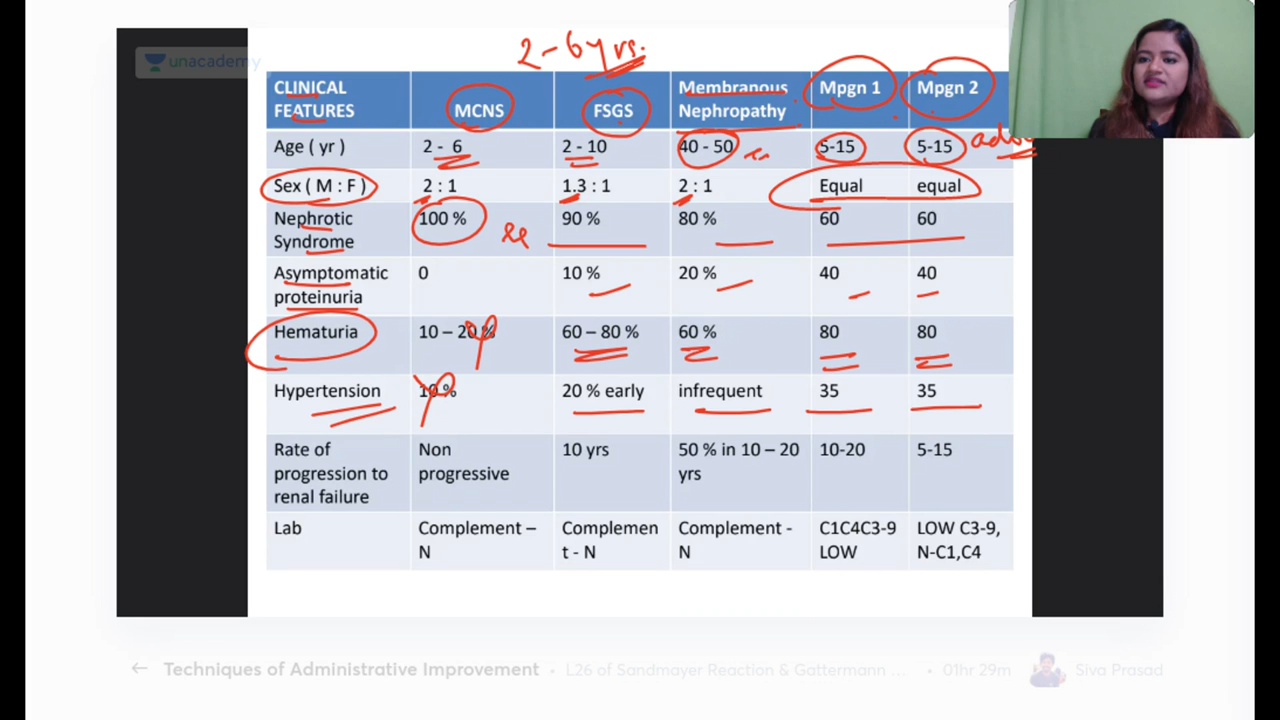 2-6yrs.
unacademy
CLINICAL FEATURES MCNS FSGS Membranous Nephropathy Mpgn 1 Mpgn 2
Age ( yr ) 2 - 6 2 - 10 40 - 50 5-15 5-15
Sex ( M : F ) 2 : 1 1.3 : 1 2 : 1 Equal equal
Nephrotic Syndrome 100 % 90 % 80 % 60 60
Asymptomatic proteinuria 0 10 % 20 % 40 40
Hematuria 10 – 20 % 60 – 80 % 60 % 80 80
Hypertension 10 % 20 % early infrequent 35 35
Rate of progression to renal failure Non progressive 10 yrs 50 % in 10 – 20 yrs 10-20 5-15
Lab Complement – N Complement - N Complement - N C1C4C3-9 LOW LOW C3-9, N-C1,C4
Techniques of Administrative Improvement • L26 of Sandmayer Reaction & Gattermann ... • 01hr 29m Siva Prasad